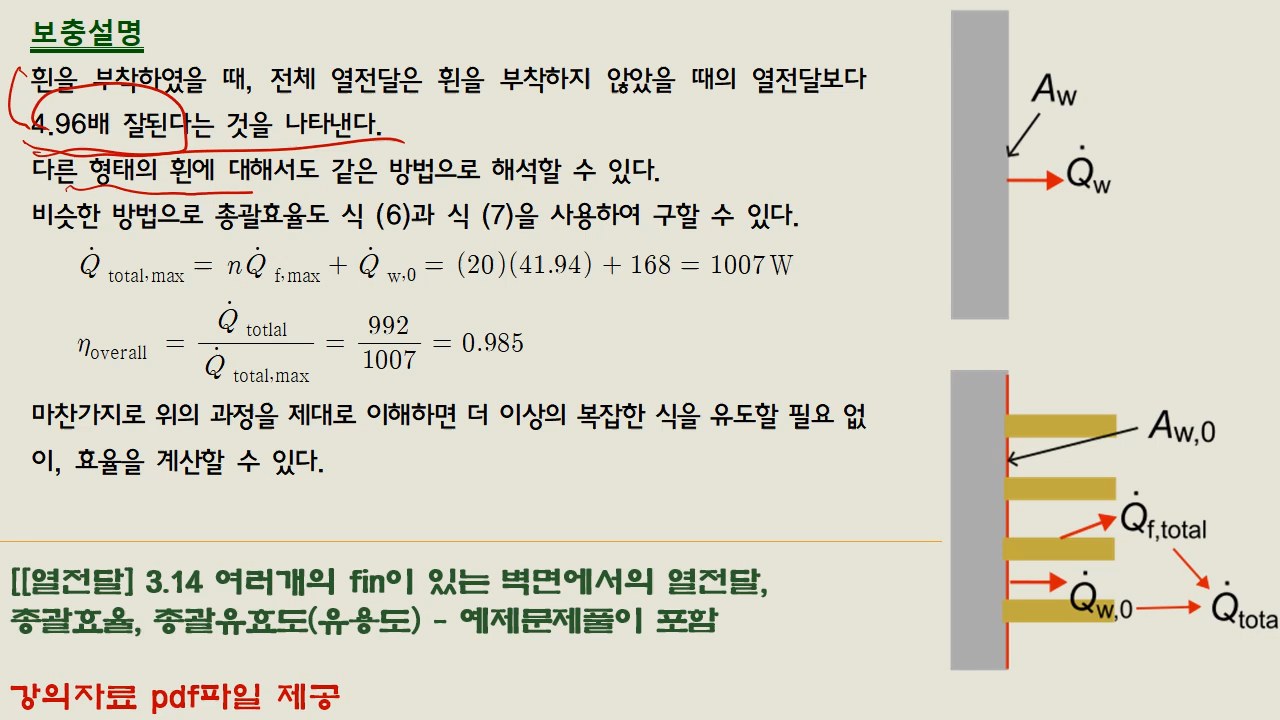 보충설명
흰을 부착하였을 때, 전체 열전달은 흰을 부착하지 않았을 때의 열전달보다
4.96배 잘된다는 것을 나타낸다.
다른 형태의 휜에 대해서도 같은 방법으로 해석할 수 있다.
비슷한 방법으로 총괄효율도 식 (6)과 식 (7)을 사용하여 구할 수 있다.
Q̇ total,max = nQ̇ f,max + Q̇ w,0 = (20)(41.94) + 168 = 1007 W
η overall = Q̇ totlal / Q̇ total,max = 992 / 1007 = 0.985
마찬가지로 위의 과정을 제대로 이해하면 더 이상의 복잡한 식을 유도할 필요 없
이, 효율을 계산할 수 있다.
[[열전달] 3.14 여러개의 fin이 있는 벽면에서의 열전달,
총괄효율, 총괄유효도(유용도) - 예제문제풀이 포함
강의자료 pdf파일 제공
Aw
Q̇w
Aw,0
Q̇f,total
Q̇w,0
Q̇tota